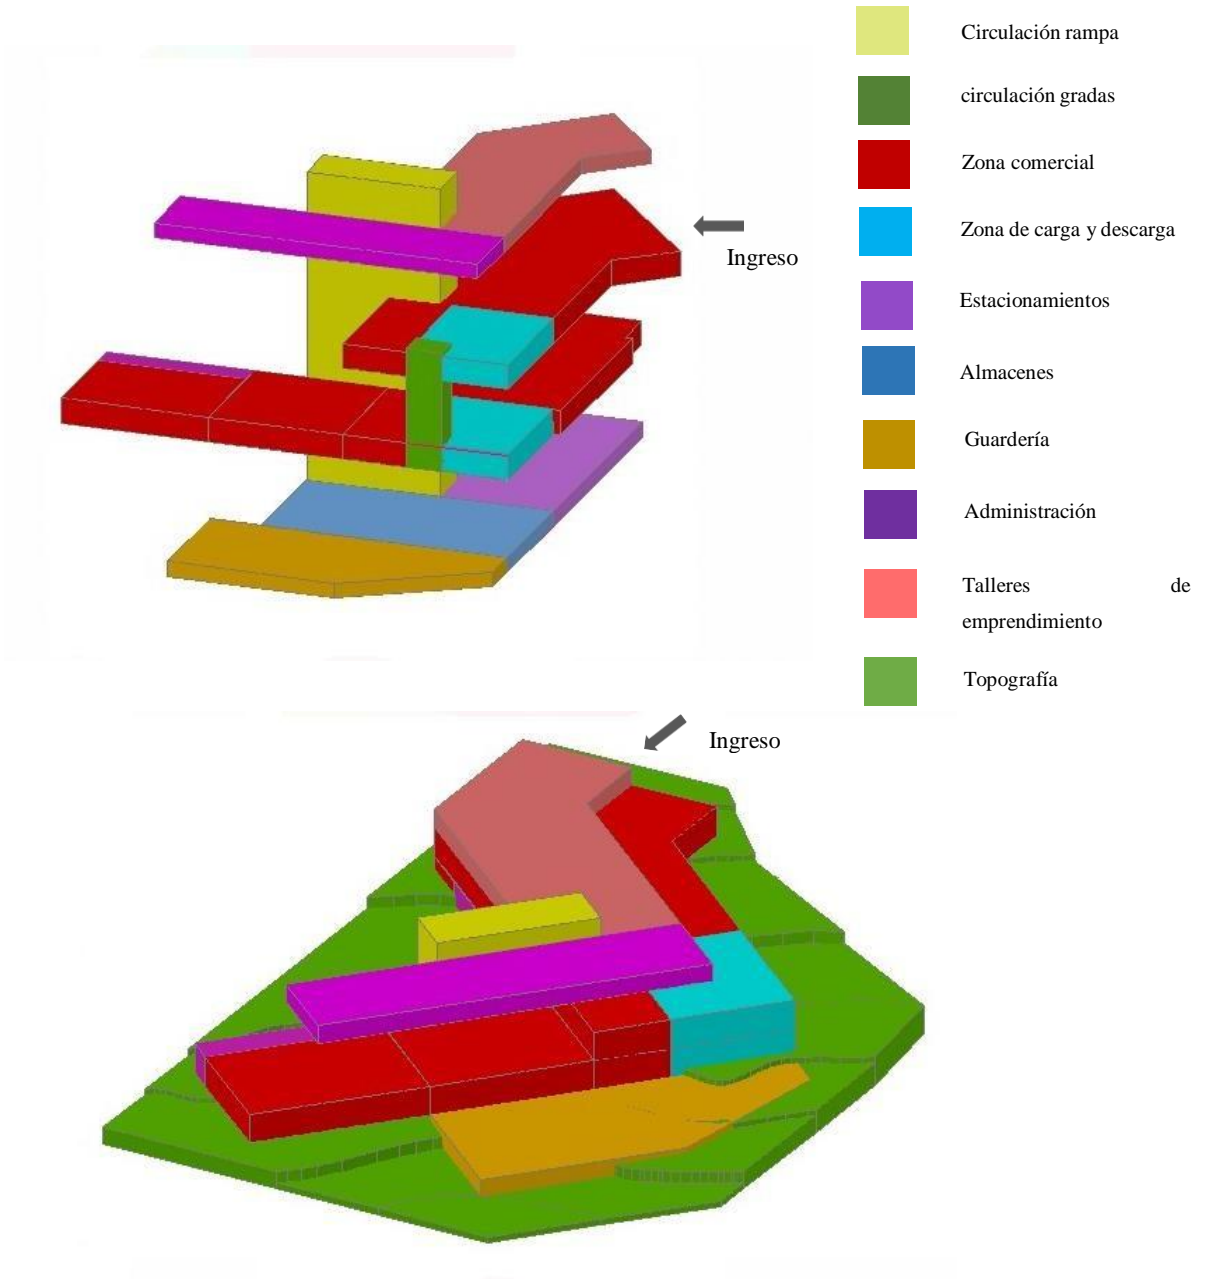 Circulación rampa
circulación gradas
Zona comercial
Zona de carga y descarga
Ingreso
Estacionamientos
Almacenes
Guardería
Administración
Talleres de
emprendimiento
Topografía
Ingreso